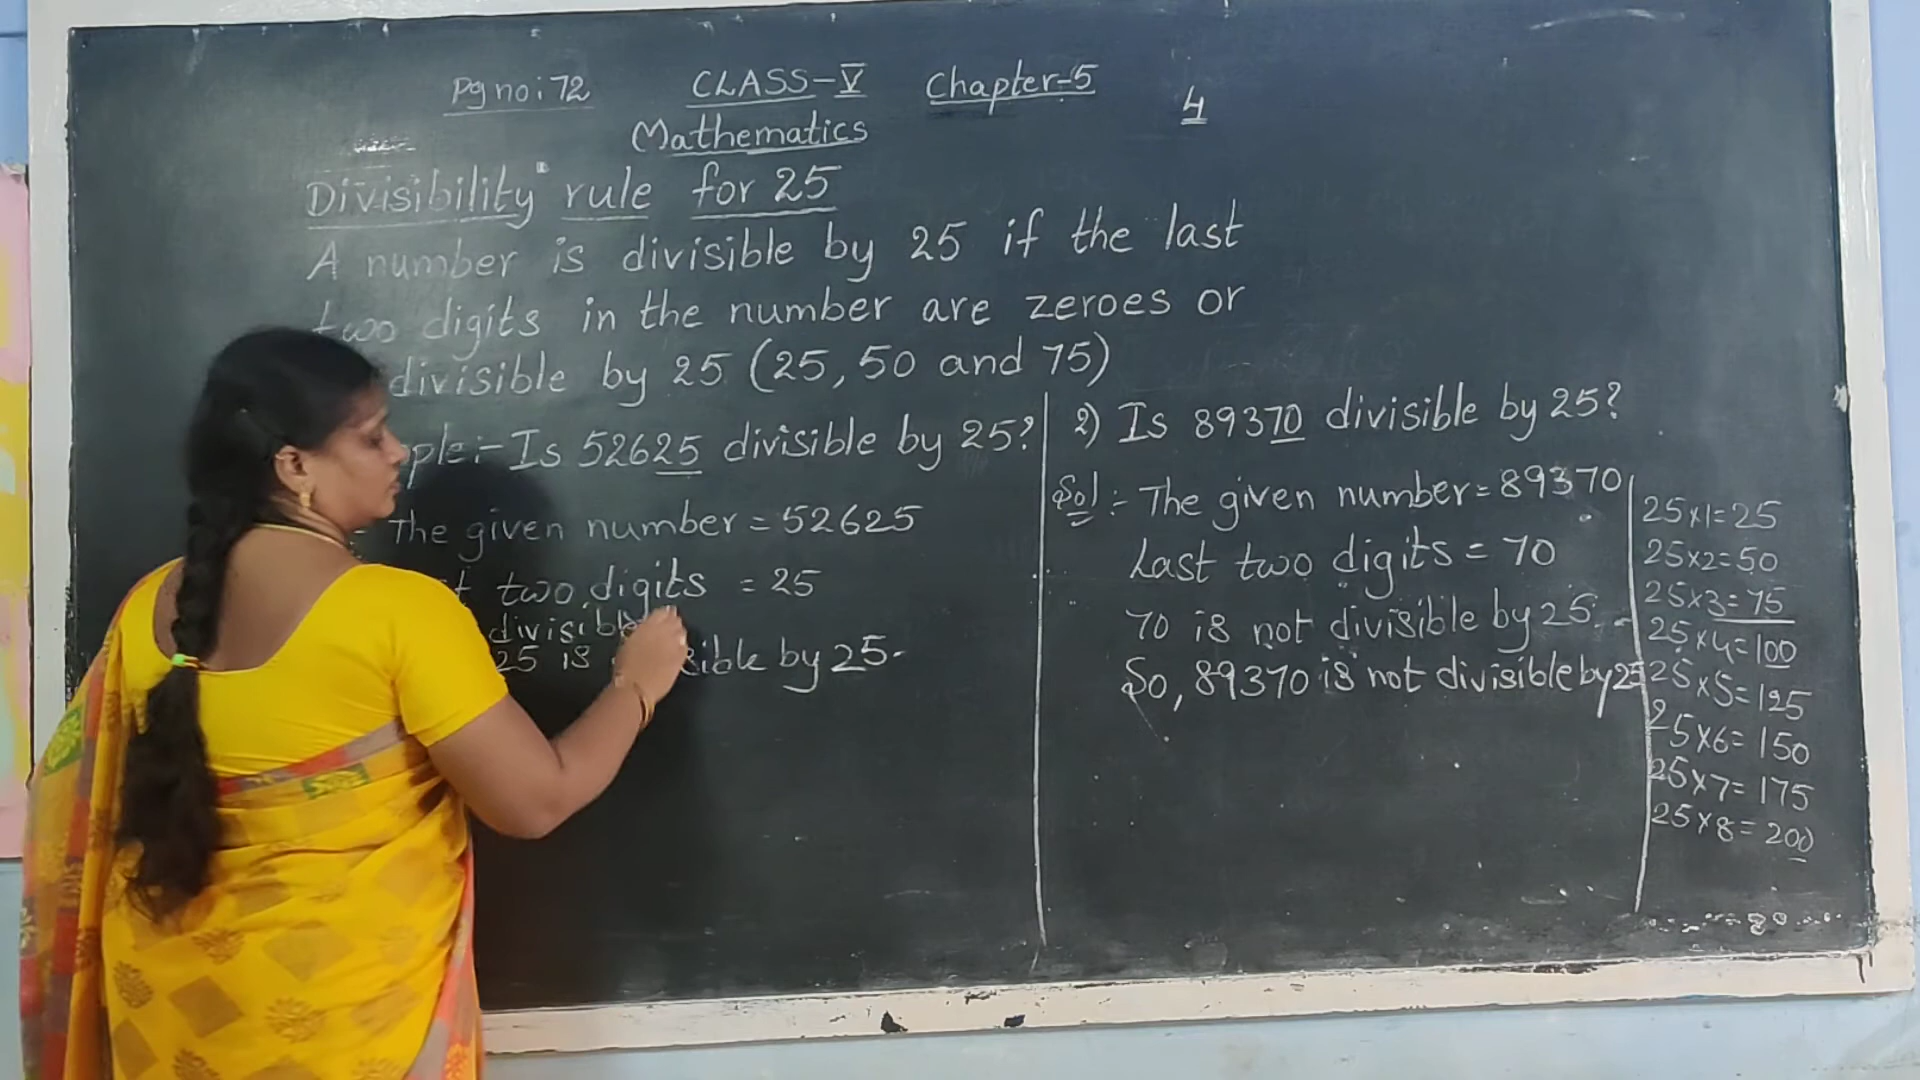 Pg no: 72 CLASS-V Chapter-5
4
Mathematics
Divisibility rule for 25
A number is divisible by 25 if the last
two digits in the number are zeroes or
divisible by 25 (25, 50 and 75)
Is 52625 divisible by 25?
The given number = 52625
two digits = 25
divisible
25 is by 25.
2) Is 89370 divisible by 25?
Sol:- The given number = 89370
Last two digits = 70
70 is not divisible by 25.
So, 89370 is not divisible by 25
25x1=25
25x2=50
25x3=75
25x4=100
25x5=125
25x6=150
25x7=175
25x8=200